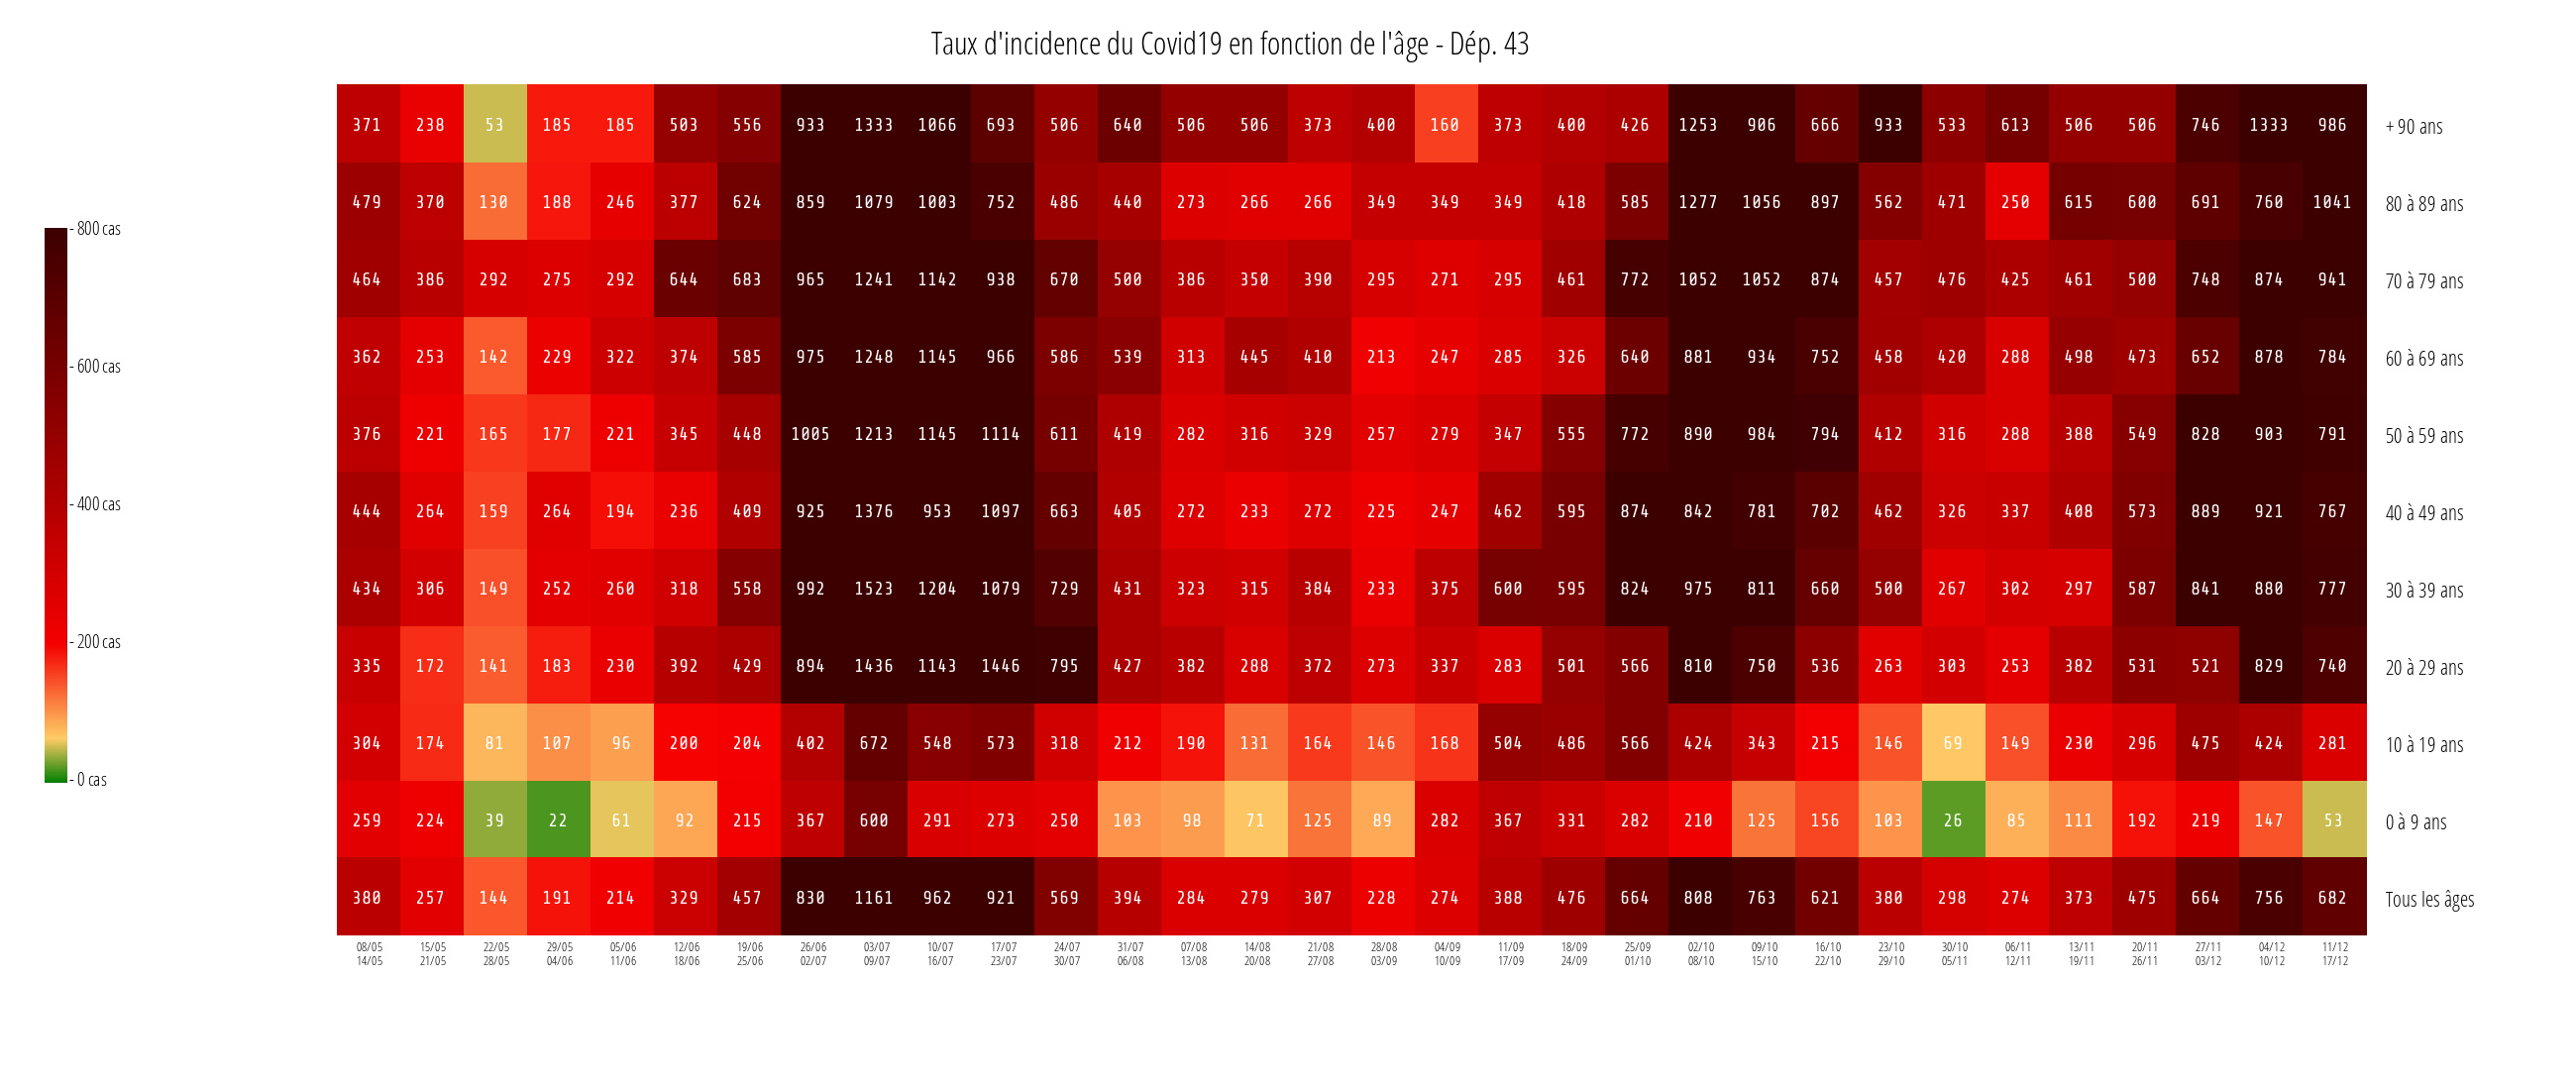 Taux d'incidence du Covid19 en fonction de l'âge - Dép. 43
371 238 53 185 185 503 556 933 1333 1066 693 506 640 506 506 373 400 160 373 400 426 1253 906 666 933 533 613 506 506 746 1333 986 + 90 ans
479 370 130 188 246 377 624 859 1079 1003 752 486 440 273 266 266 349 349 349 418 585 1277 1056 897 562 471 250 615 600 691 760 1041 80 à 89 ans
- 800 cas
464 386 292 275 292 644 683 965 1241 1142 938 670 500 386 350 390 295 271 295 461 772 1052 1052 874 457 476 425 461 500 748 874 941 70 à 79 ans
362 253 142 229 322 374 585 975 1248 1145 966 586 539 313 445 410 213 247 285 326 640 881 934 752 458 420 288 498 473 652 878 784 60 à 69 ans
- 600 cas
376 221 165 177 221 345 448 1005 1213 1145 1114 611 419 282 316 329 257 279 347 555 772 890 984 794 412 316 288 388 549 828 903 791 50 à 59 ans
- 400 cas
444 264 159 264 194 236 409 925 1376 953 1097 663 405 272 233 272 225 247 462 595 874 842 781 702 462 326 337 408 573 889 921 767 40 à 49 ans
434 306 149 252 260 318 558 992 1523 1204 1079 729 431 323 315 384 233 375 600 595 824 975 811 660 500 267 302 297 587 841 880 777 30 à 39 ans
- 200 cas
335 172 141 183 230 392 429 894 1436 1143 1446 795 427 382 288 372 273 337 283 501 566 810 750 536 263 303 253 382 531 521 829 740 20 à 29 ans
304 174 81 107 96 200 204 402 672 548 573 318 212 190 131 164 146 168 504 486 566 424 343 215 146 69 149 230 296 475 424 281 10 à 19 ans
- 0 cas
259 224 39 22 61 92 215 367 600 291 273 250 103 98 71 125 89 282 367 331 282 210 125 156 103 26 85 111 192 219 147 53 0 à 9 ans
380 257 144 191 214 329 457 830 1161 962 921 569 394 284 279 307 228 274 388 476 664 808 763 621 380 298 274 373 475 664 756 682 Tous les âges
08/05 15/05 22/05 29/05 05/06 12/06 19/06 26/06 03/07 10/07 17/07 24/07 31/07 07/08 14/08 21/08 28/08 04/09 11/09 18/09 25/09 02/10 09/10 16/10 23/10 30/10 06/11 13/11 20/11 27/11 04/12 11/12
14/05 21/05 28/05 04/06 11/06 18/06 25/06 02/07 09/07 16/07 23/07 30/07 06/08 13/08 20/08 27/08 03/09 10/09 17/09 24/09 01/10 08/10 15/10 22/10 29/10 05/11 12/11 19/11 26/11 03/12 10/12 17/12